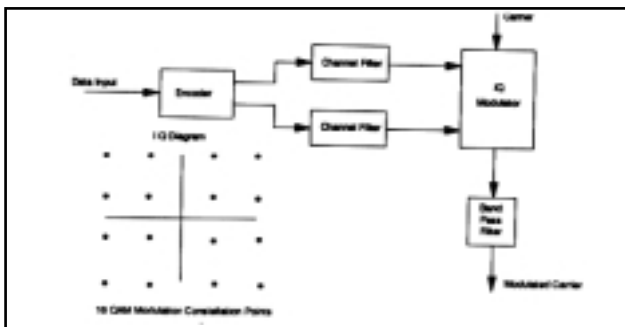 Carrier
Channel Filter
Data Input
Encoder
IQ
Modulator
Channel Filter
I Q Diagram
Band
Pass
Filter
Modulated Carrier
16 QAM Modulation Constellation Points